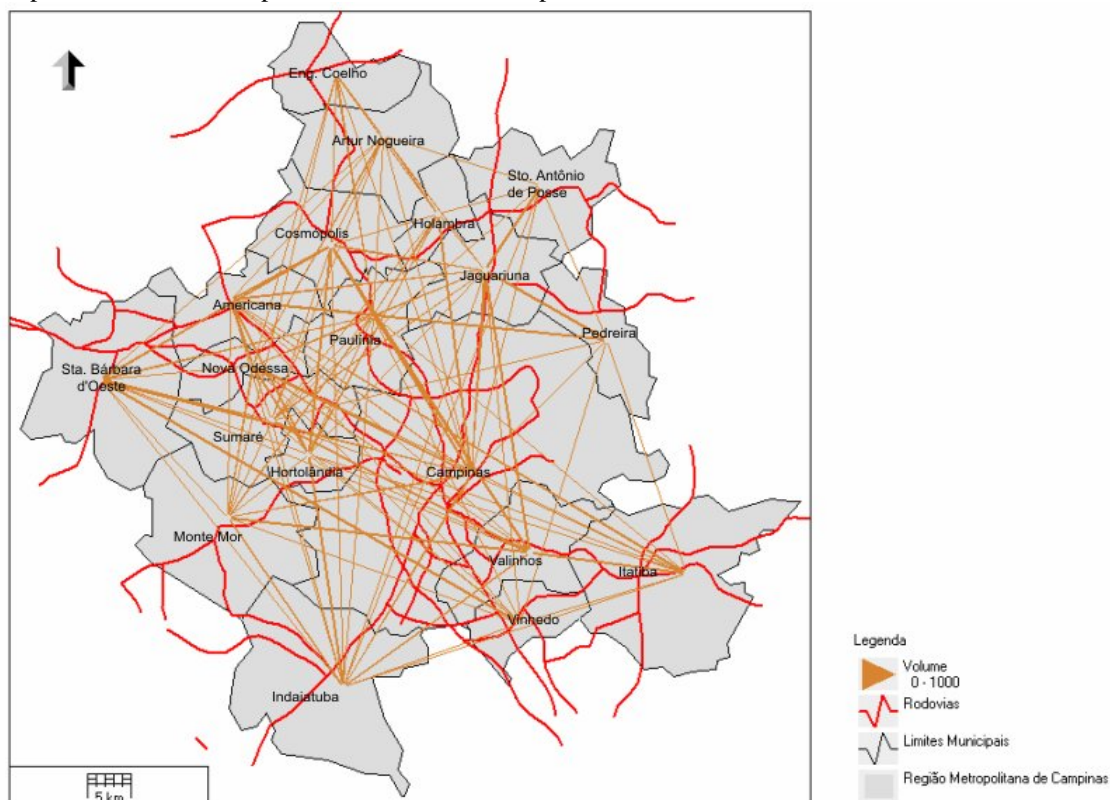 Eng. Coelho
Artur Nogueira
Sto. Antônio
de Posse
Holambra
Cosmópolis
Jaguariuna
Americana
Pedreira
Paulínia
Nova Odessa
Sta. Bárbara
d'Oeste
Sumaré
Hortolândia
Campinas
Monte Mor
Valinhos
Itatiba
Vinhedo
Indaiatuba
5 km
Legenda
Volume
0 - 1000
Rodovias
Limites Municipais
Região Metropolitana de Campinas